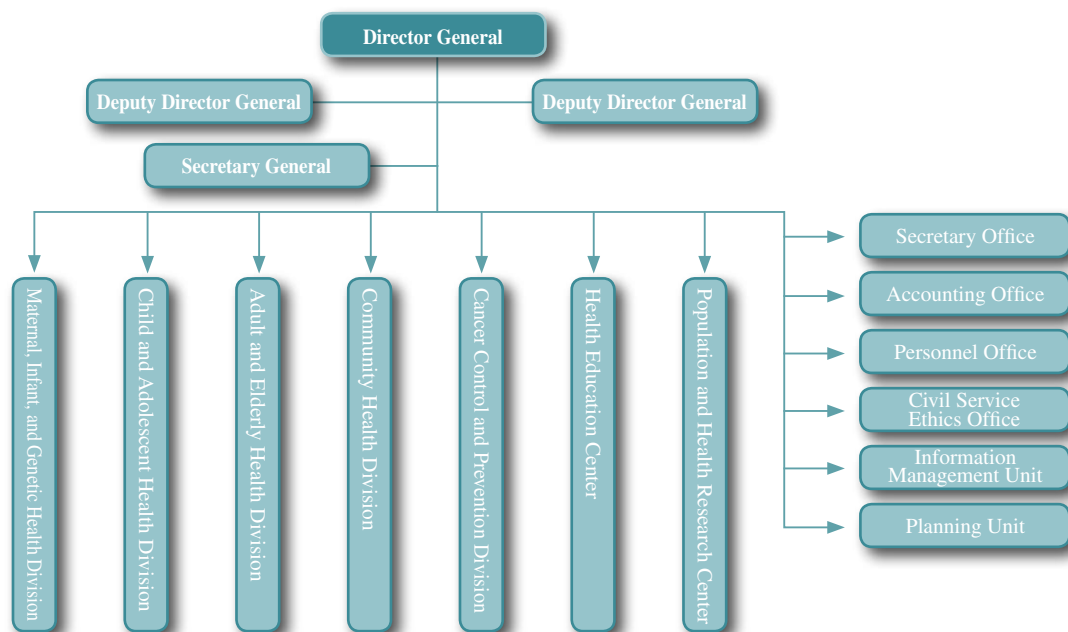 Director General
Deputy Director General
Deputy Director General
Secretary General
Maternal, Infant, and Genetic Health Division
Child and Adolescent Health Division
Adult and Elderly Health Division
Community Health Division
Cancer Control and Prevention Division
Health Education Center
Population and Health Research Center
Secretary Office
Accounting Office
Personnel Office
Civil Service
Ethics Office
Information
Management Unit
Planning Unit